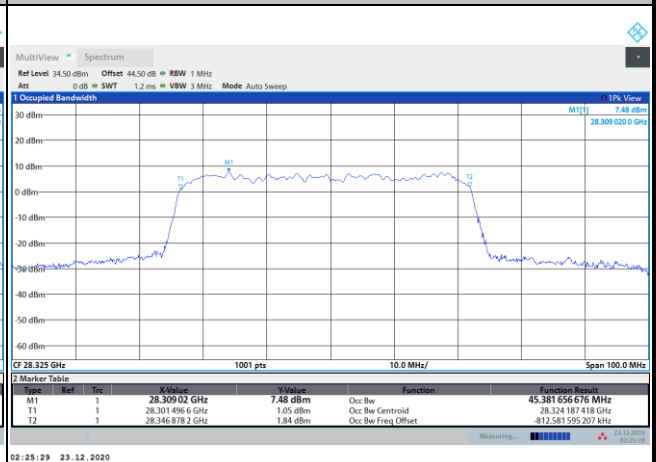 MultiView Spectrum
Ref Level 34.50 dBm Offset 44.50 dB RBW 1 MHz
Att 0 dB SWT 1.2 ms VBW 3 MHz Mode Auto Sweep
1 Occupied Bandwidth 1Pk View
M1[1] 7.48 dBm
28.309 020 0 GHz
30 dBm
20 dBm
10 dBm
M1
T1
T2
0 dBm
-10 dBm
-20 dBm
-30 dBm
-40 dBm
-50 dBm
-60 dBm
CF 28.325 GHz 1001 pts 10.0 MHz/ Span 100.0 MHz
2 Marker Table
Type Ref Trc X-Value Y-Value Function Function Result
M1 1 28.309 02 GHz 7.48 dBm Occ Bw 45.381 656 676 MHz
T1 1 28.301 496 6 GHz 1.05 dBm Occ Bw Centroid 28.324 187 418 GHz
T2 1 28.346 878 2 GHz 1.84 dBm Occ Bw Freq Offset -812.581 595 207 kHz
Measuring... 23.12.2020
02:25:28
02:25:29 23.12.2020